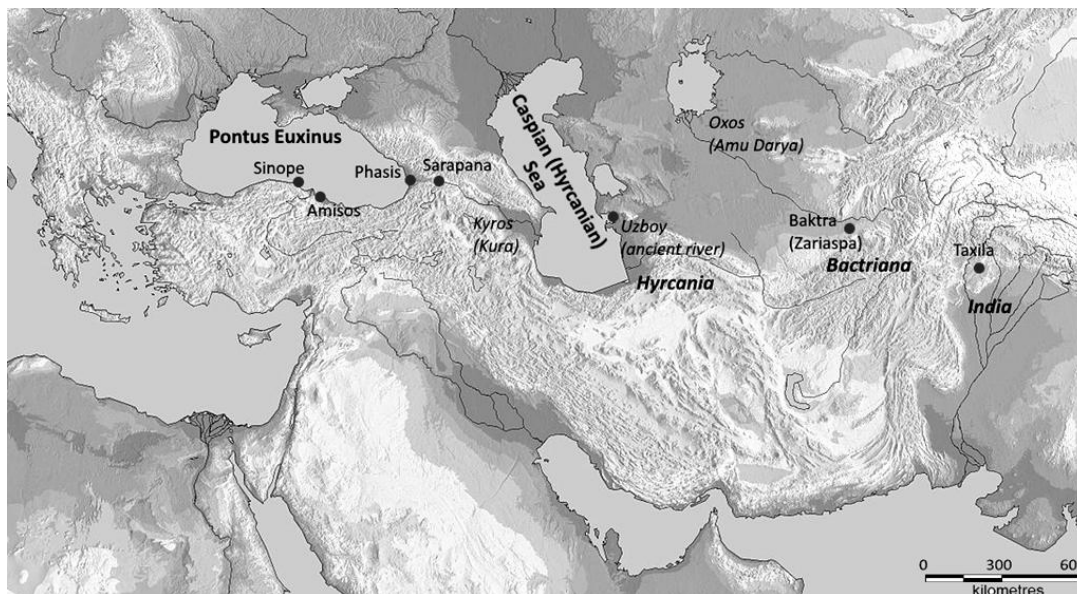 Pontus Euxinus
Sinope
Amisos
Phasis
Sarapana
Kyros
(Kura)
Caspian (Hyrcanian)
Sea
Oxos
(Amu Darya)
Uzboy
(ancient river)
Hyrcania
Baktra
(Zariaspa)
Bactriana
Taxila
India
0 300 60
kilometres